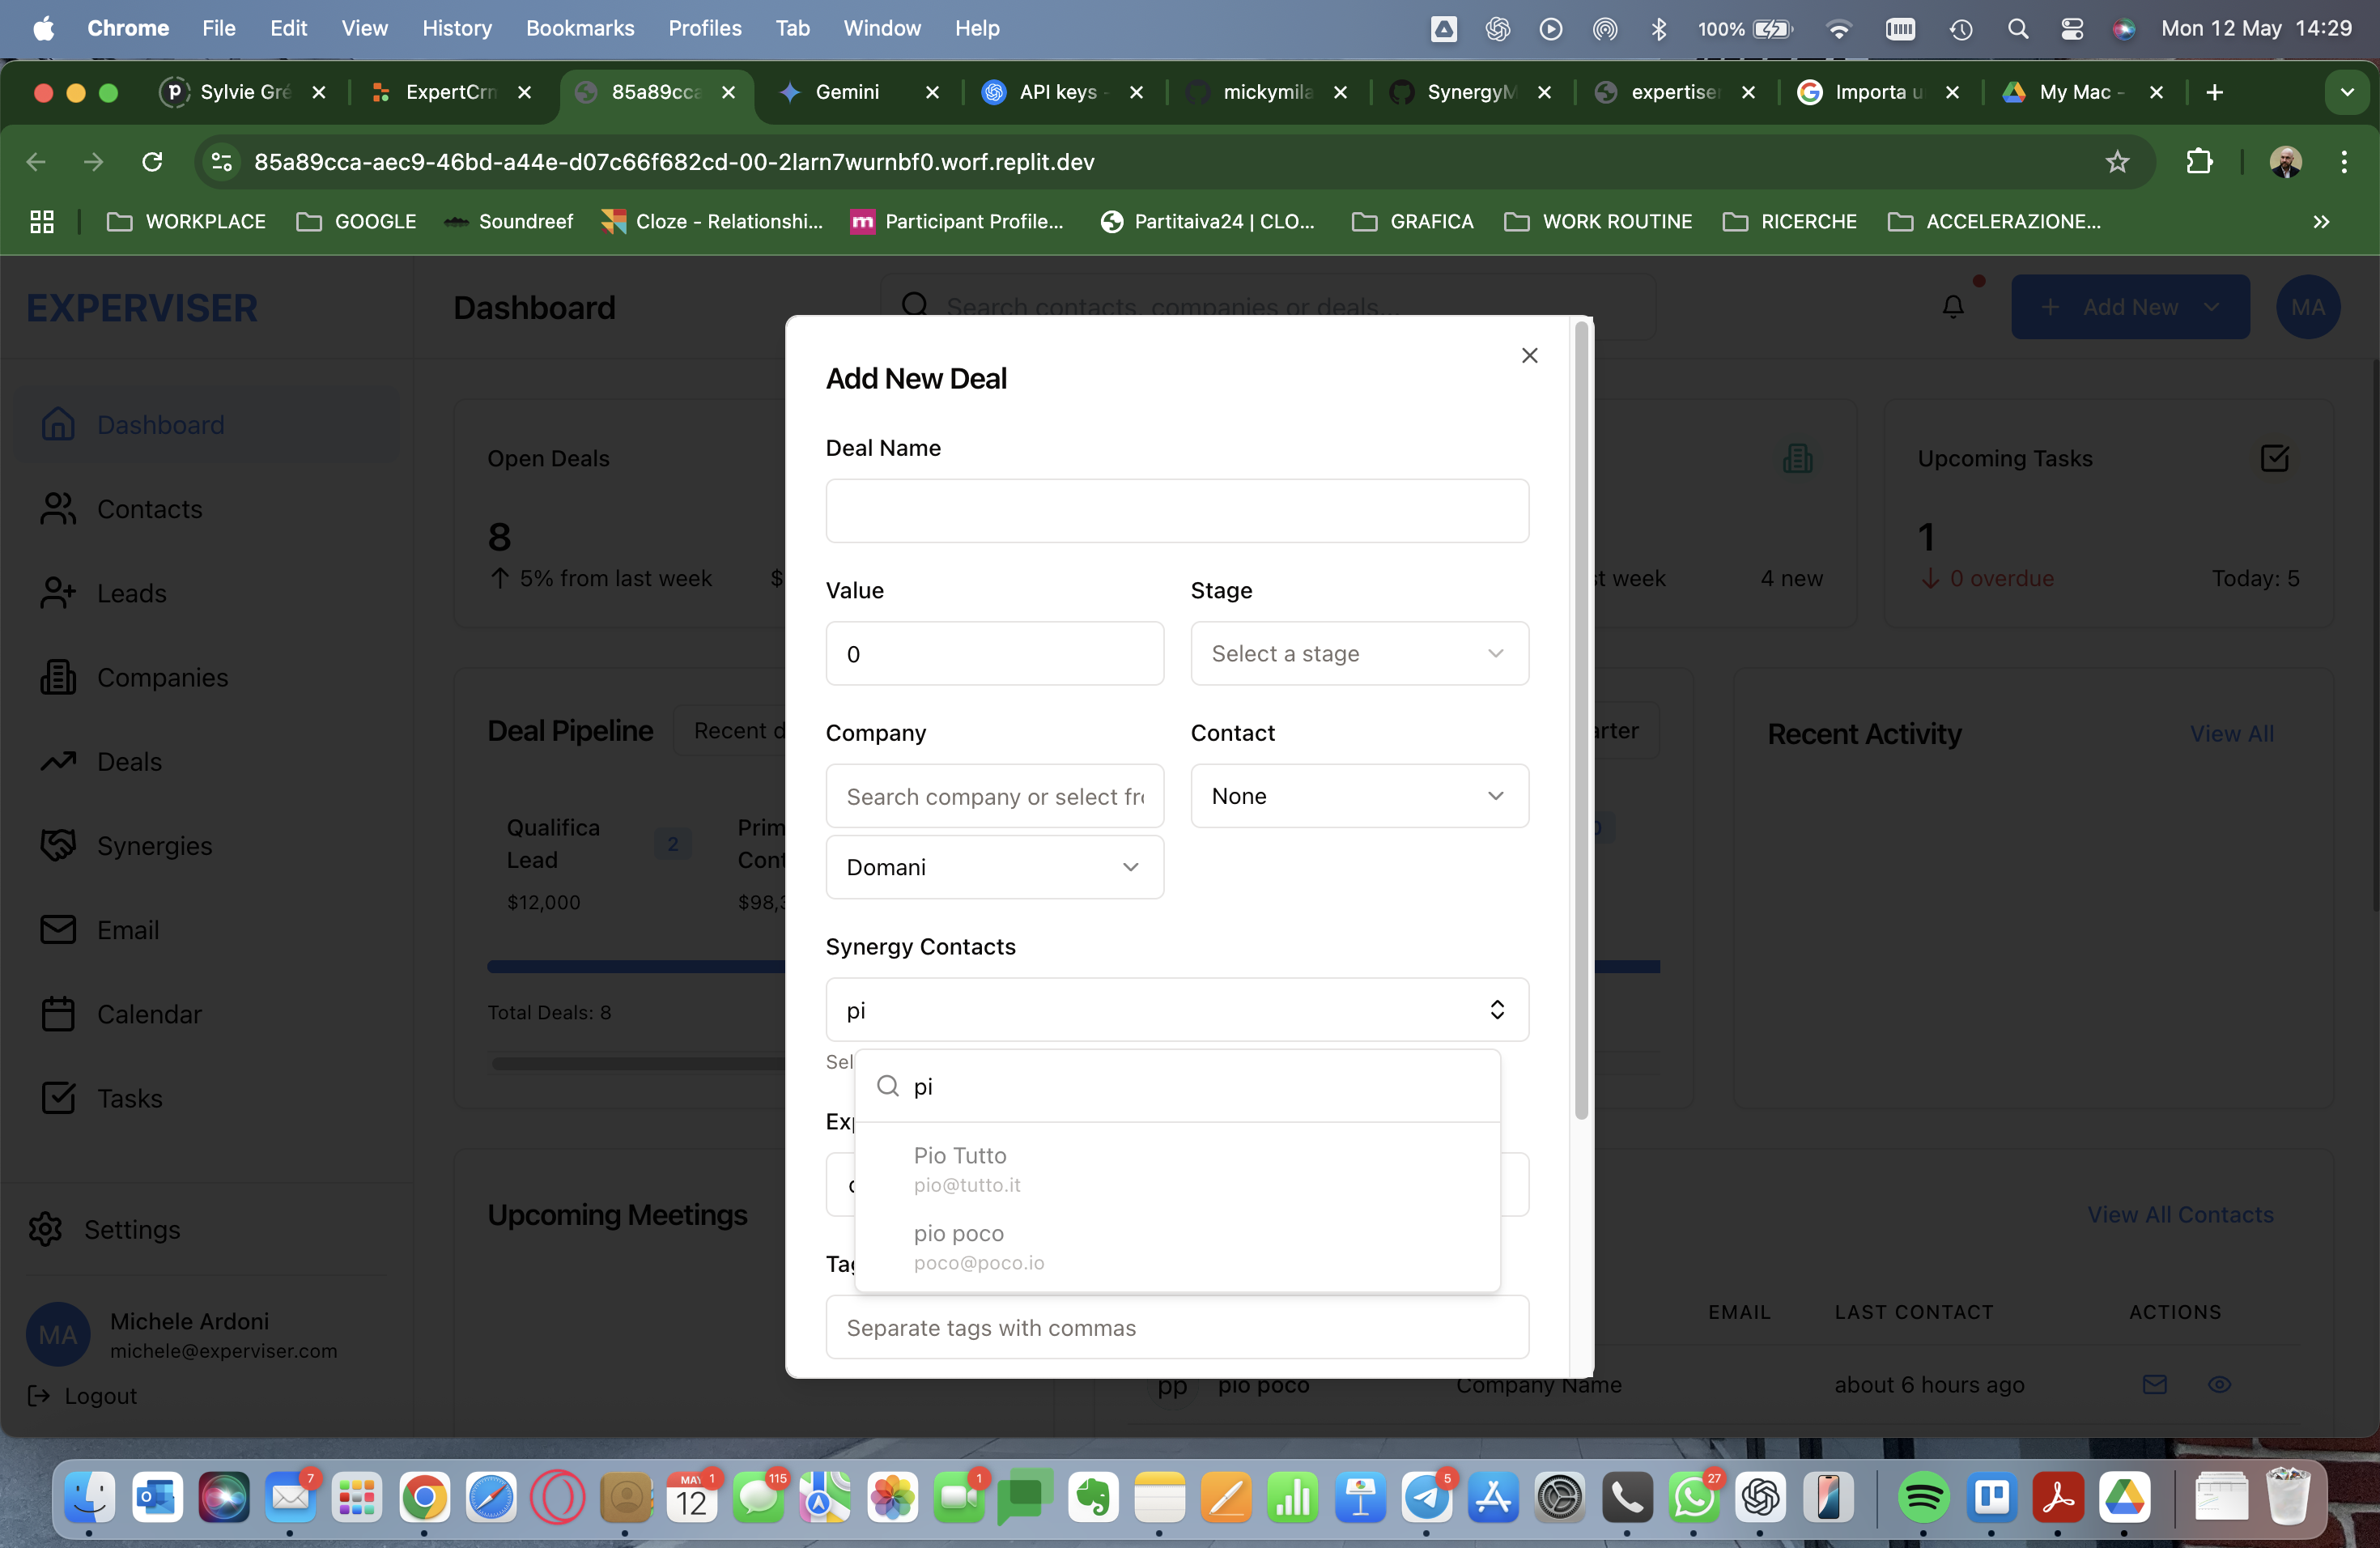 Chrome File Edit View History Bookmarks Profiles Tab Window Help 100% Mon 12 May 14:29
Sylvie Gré ExpertCrm 85a89cca Gemini API keys - mickymila SynergyM expertiser Importa u My Mac -
85a89cca-aec9-46bd-a44e-d07c66f682cd-00-2larn7wurnbf0.worf.replit.dev
WORKPLACE GOOGLE Soundreef Cloze - Relationshi... Participant Profile... Partitaiva24 | CLO... GRAFICA WORK ROUTINE RICERCHE ACCELERAZIONE...
EXPERVISER
Dashboard
Search contacts, companies or deals...
Add New
MA
Dashboard
Contacts
Leads
Companies
Deals
Synergies
Email
Calendar
Tasks
Settings
MA
Michele Ardoni
michele@experviser.com
Logout
Open Deals
8
5% from last week
$
st week
4 new
Upcoming Tasks
1
0 overdue
Today: 5
Deal Pipeline
Recent d
arter
Qualifica Lead
2
$12,000
Prim
Cont
$98,3
0
Total Deals: 8
Recent Activity
View All
Upcoming Meetings
View All Contacts
EMAIL LAST CONTACT ACTIONS
pp pio poco Company Name about 6 hours ago
Add New Deal
Deal Name
Value
0
Stage
Select a stage
Company
Search company or select fr
Domani
Contact
None
Synergy Contacts
pi
Sel
pi
Pio Tutto
pio@tutto.it
pio poco
poco@poco.io
Exp
Tag
Separate tags with commas
7
MAY
12
1
115
1
5
27